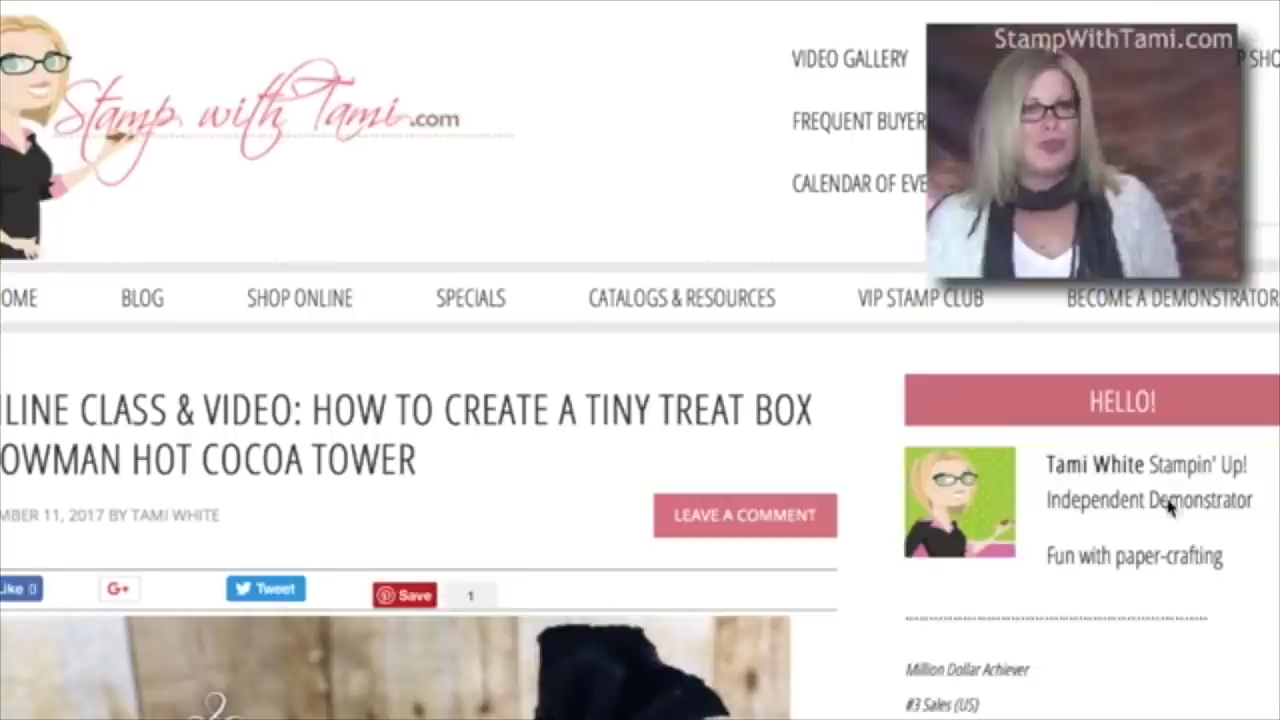 StampWithTami.com
VIDEO GALLERY
P SHO
Stamp with Tami.com
FREQUENT BUYER
CALENDAR OF EVE
OME BLOG SHOP ONLINE SPECIALS CATALOGS & RESOURCES VIP STAMP CLUB BECOME A DEMONSTRATOR
NLINE CLASS & VIDEO: HOW TO CREATE A TINY TREAT BOX
OWMAN HOT COCOA TOWER
MBER 11, 2017 BY TAMI WHITE
LEAVE A COMMENT
Like 0 G+ Tweet Save 1
HELLO!
Tami White Stampin' Up!
Independent Demonstrator
Fun with paper-crafting
Million Dollar Achiever
#3 Sales (US)